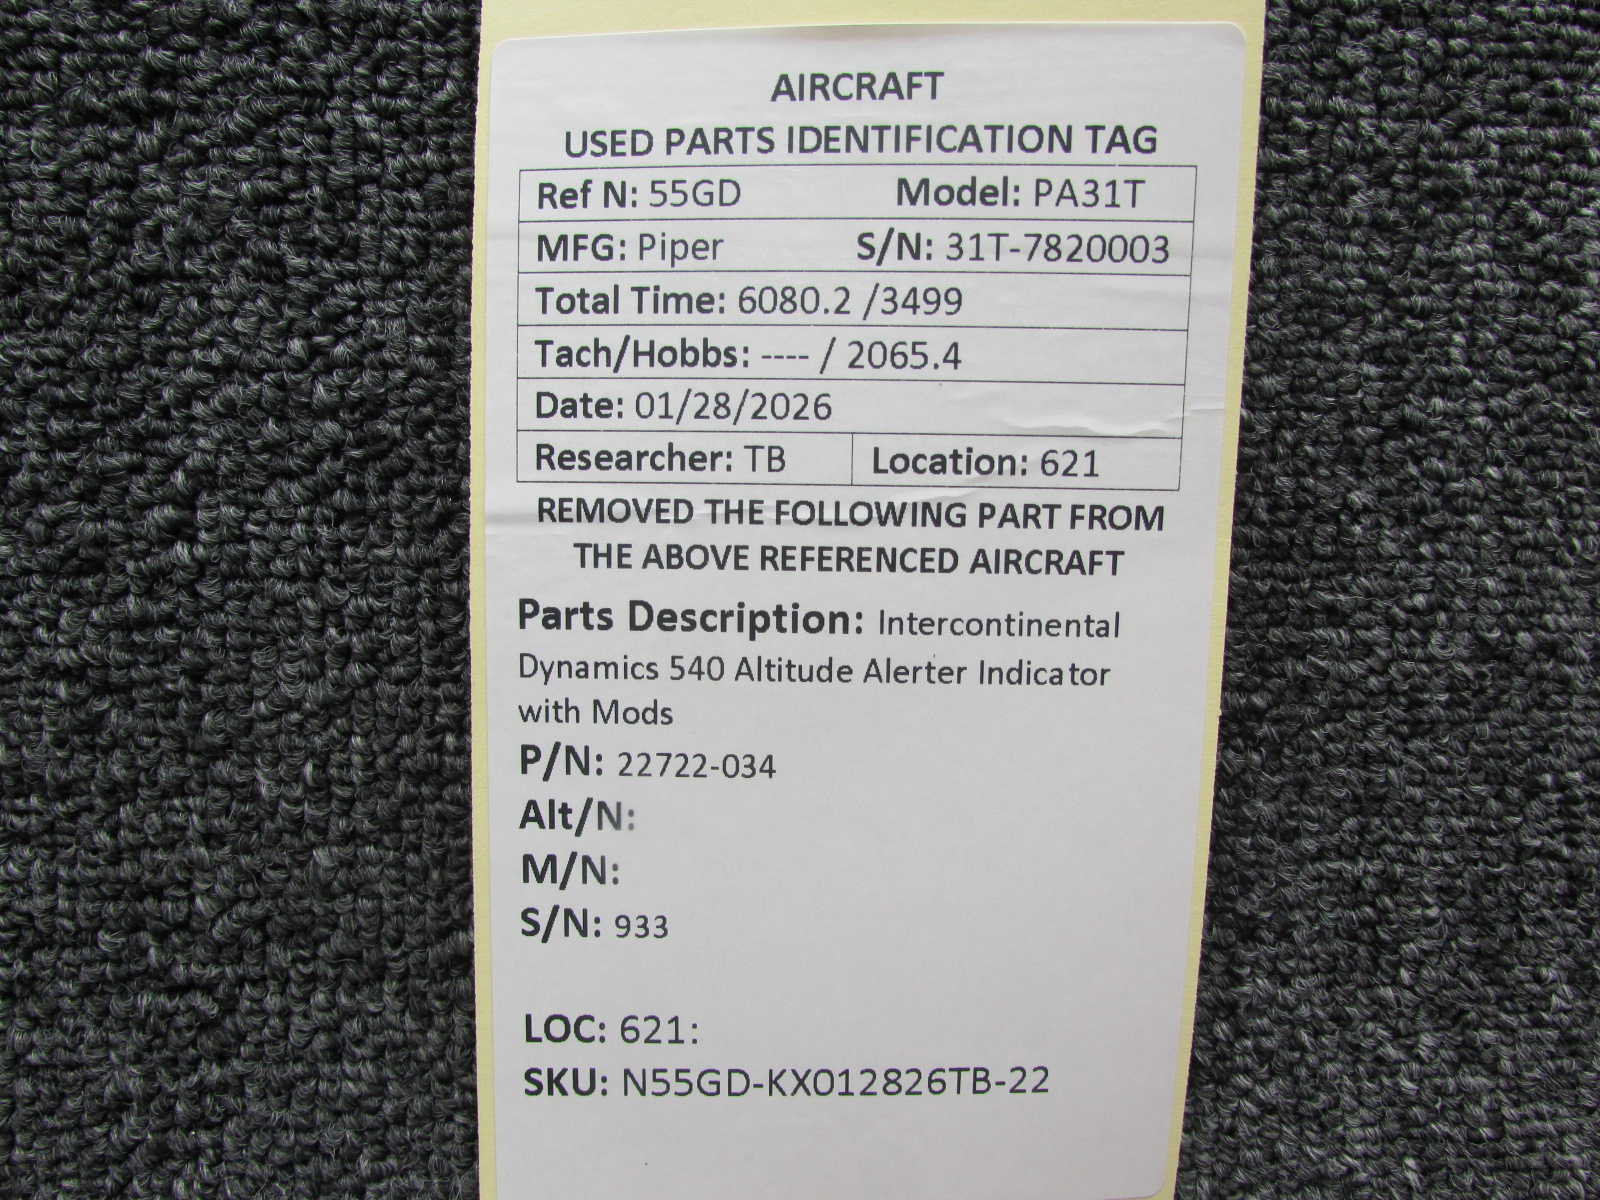 AIRCRAFT
USED PARTS IDENTIFICATION TAG
Ref N: 55GD Model: PA31T
MFG: Piper S/N: 31T-7820003
Total Time: 6080.2 /3499
Tach/Hobbs: ---- / 2065.4
Date: 01/28/2026
Researcher: TB Location: 621
REMOVED THE FOLLOWING PART FROM
THE ABOVE REFERENCED AIRCRAFT
Parts Description: Intercontinental
Dynamics 540 Altitude Alerter Indicator
with Mods
P/N: 22722-034
Alt/N:
M/N:
S/N: 933
LOC: 621:
SKU: N55GD-KX012826TB-22